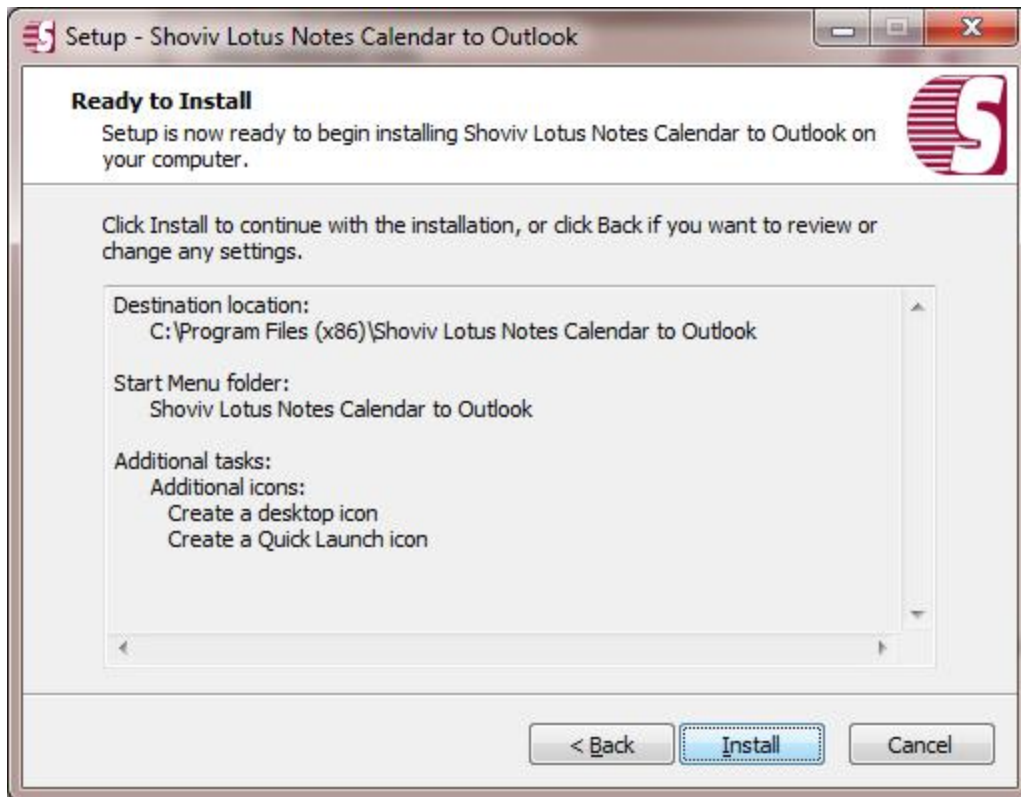 Setup - Shoviv Lotus Notes Calendar to Outlook
Ready to Install
Setup is now ready to begin installing Shoviv Lotus Notes Calendar to Outlook on
your computer.
Click Install to continue with the installation, or click Back if you want to review or
change any settings.
Destination location:
C:\Program Files (x86)\Shoviv Lotus Notes Calendar to Outlook
Start Menu folder:
Shoviv Lotus Notes Calendar to Outlook
Additional tasks:
Additional icons:
Create a desktop icon
Create a Quick Launch icon
< Back
Install
Cancel